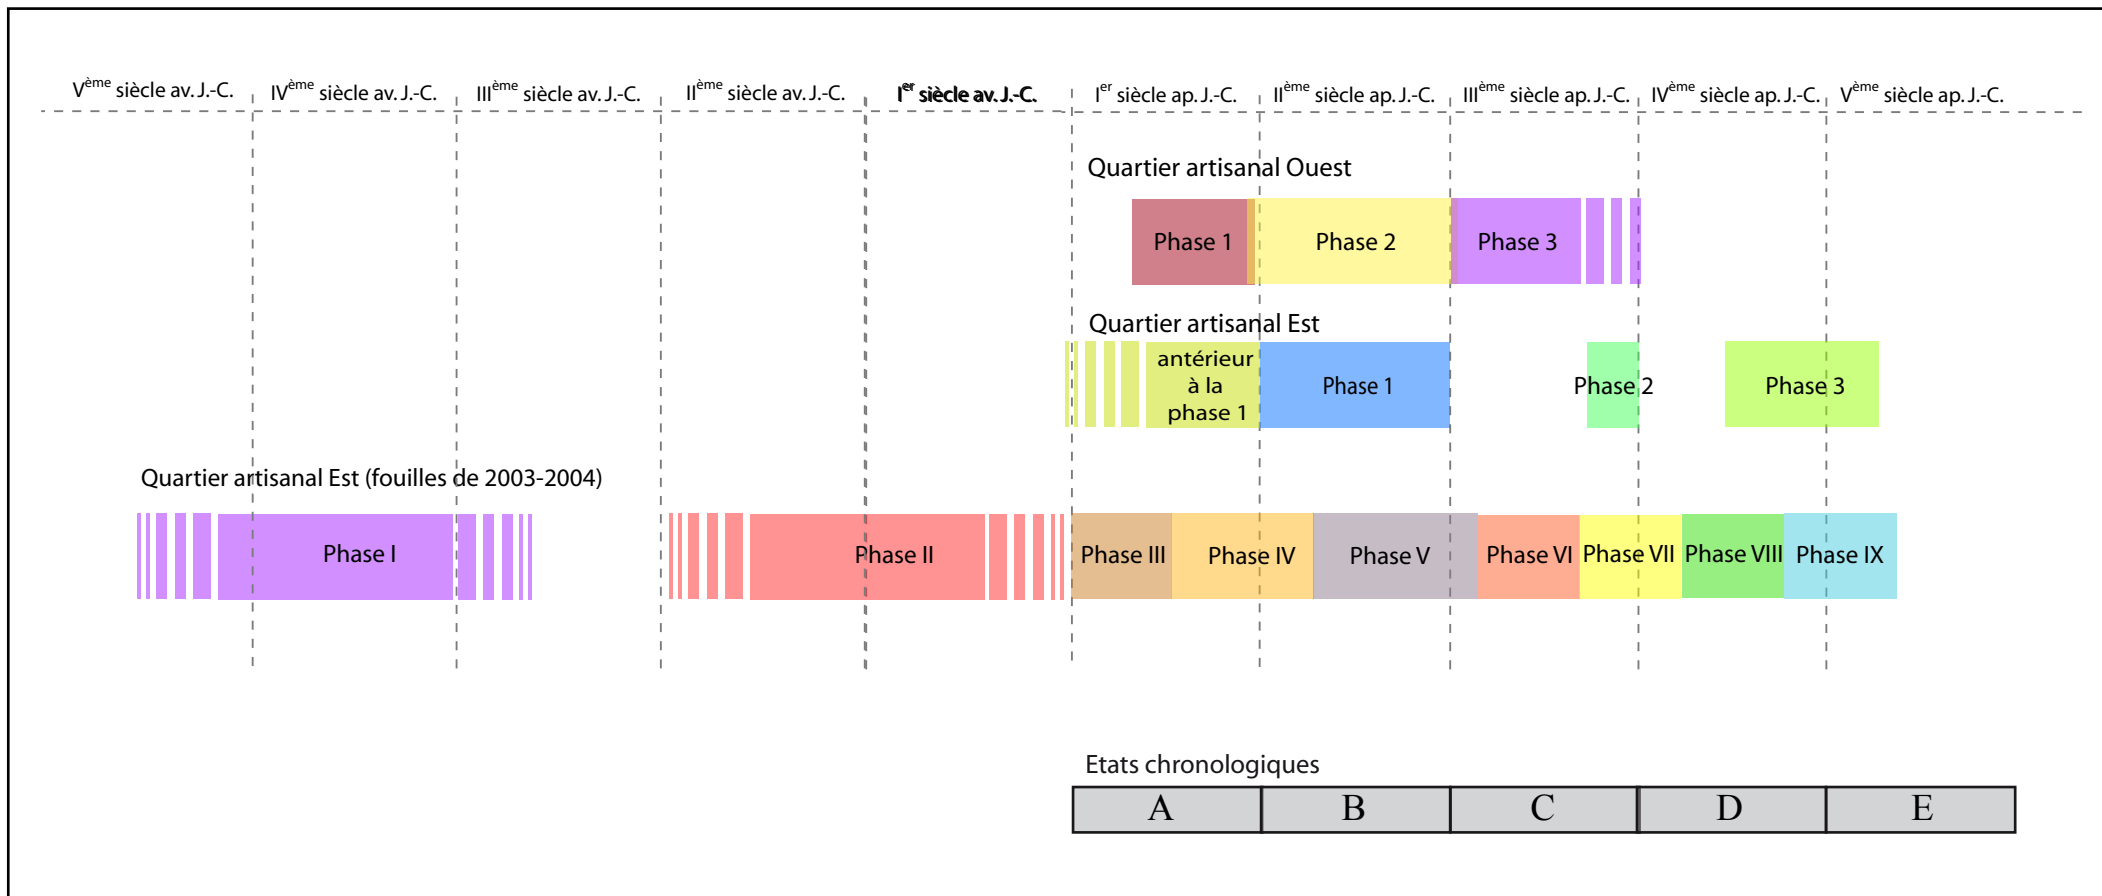 Vème siècle av. J.-C. IVème siècle av. J.-C. IIIème siècle av. J.-C. IIème siècle av. J.-C. Ier siècle av. J.-C. Ier siècle ap. J.-C. IIème siècle ap. J.-C. IIIème siècle ap. J.-C. IVème siècle ap. J.-C. Vème siècle ap. J.-C.
Quartier artisanal Ouest
Phase 1 Phase 2 Phase 3
Quartier artisanal Est
antérieur
à la
phase 1
Phase 1 Phase 2 Phase 3
Quartier artisanal Est (fouilles de 2003-2004)
Phase I Phase II Phase III Phase IV Phase V Phase VI Phase VII Phase VIII Phase IX
Etats chronologiques
A B C D E